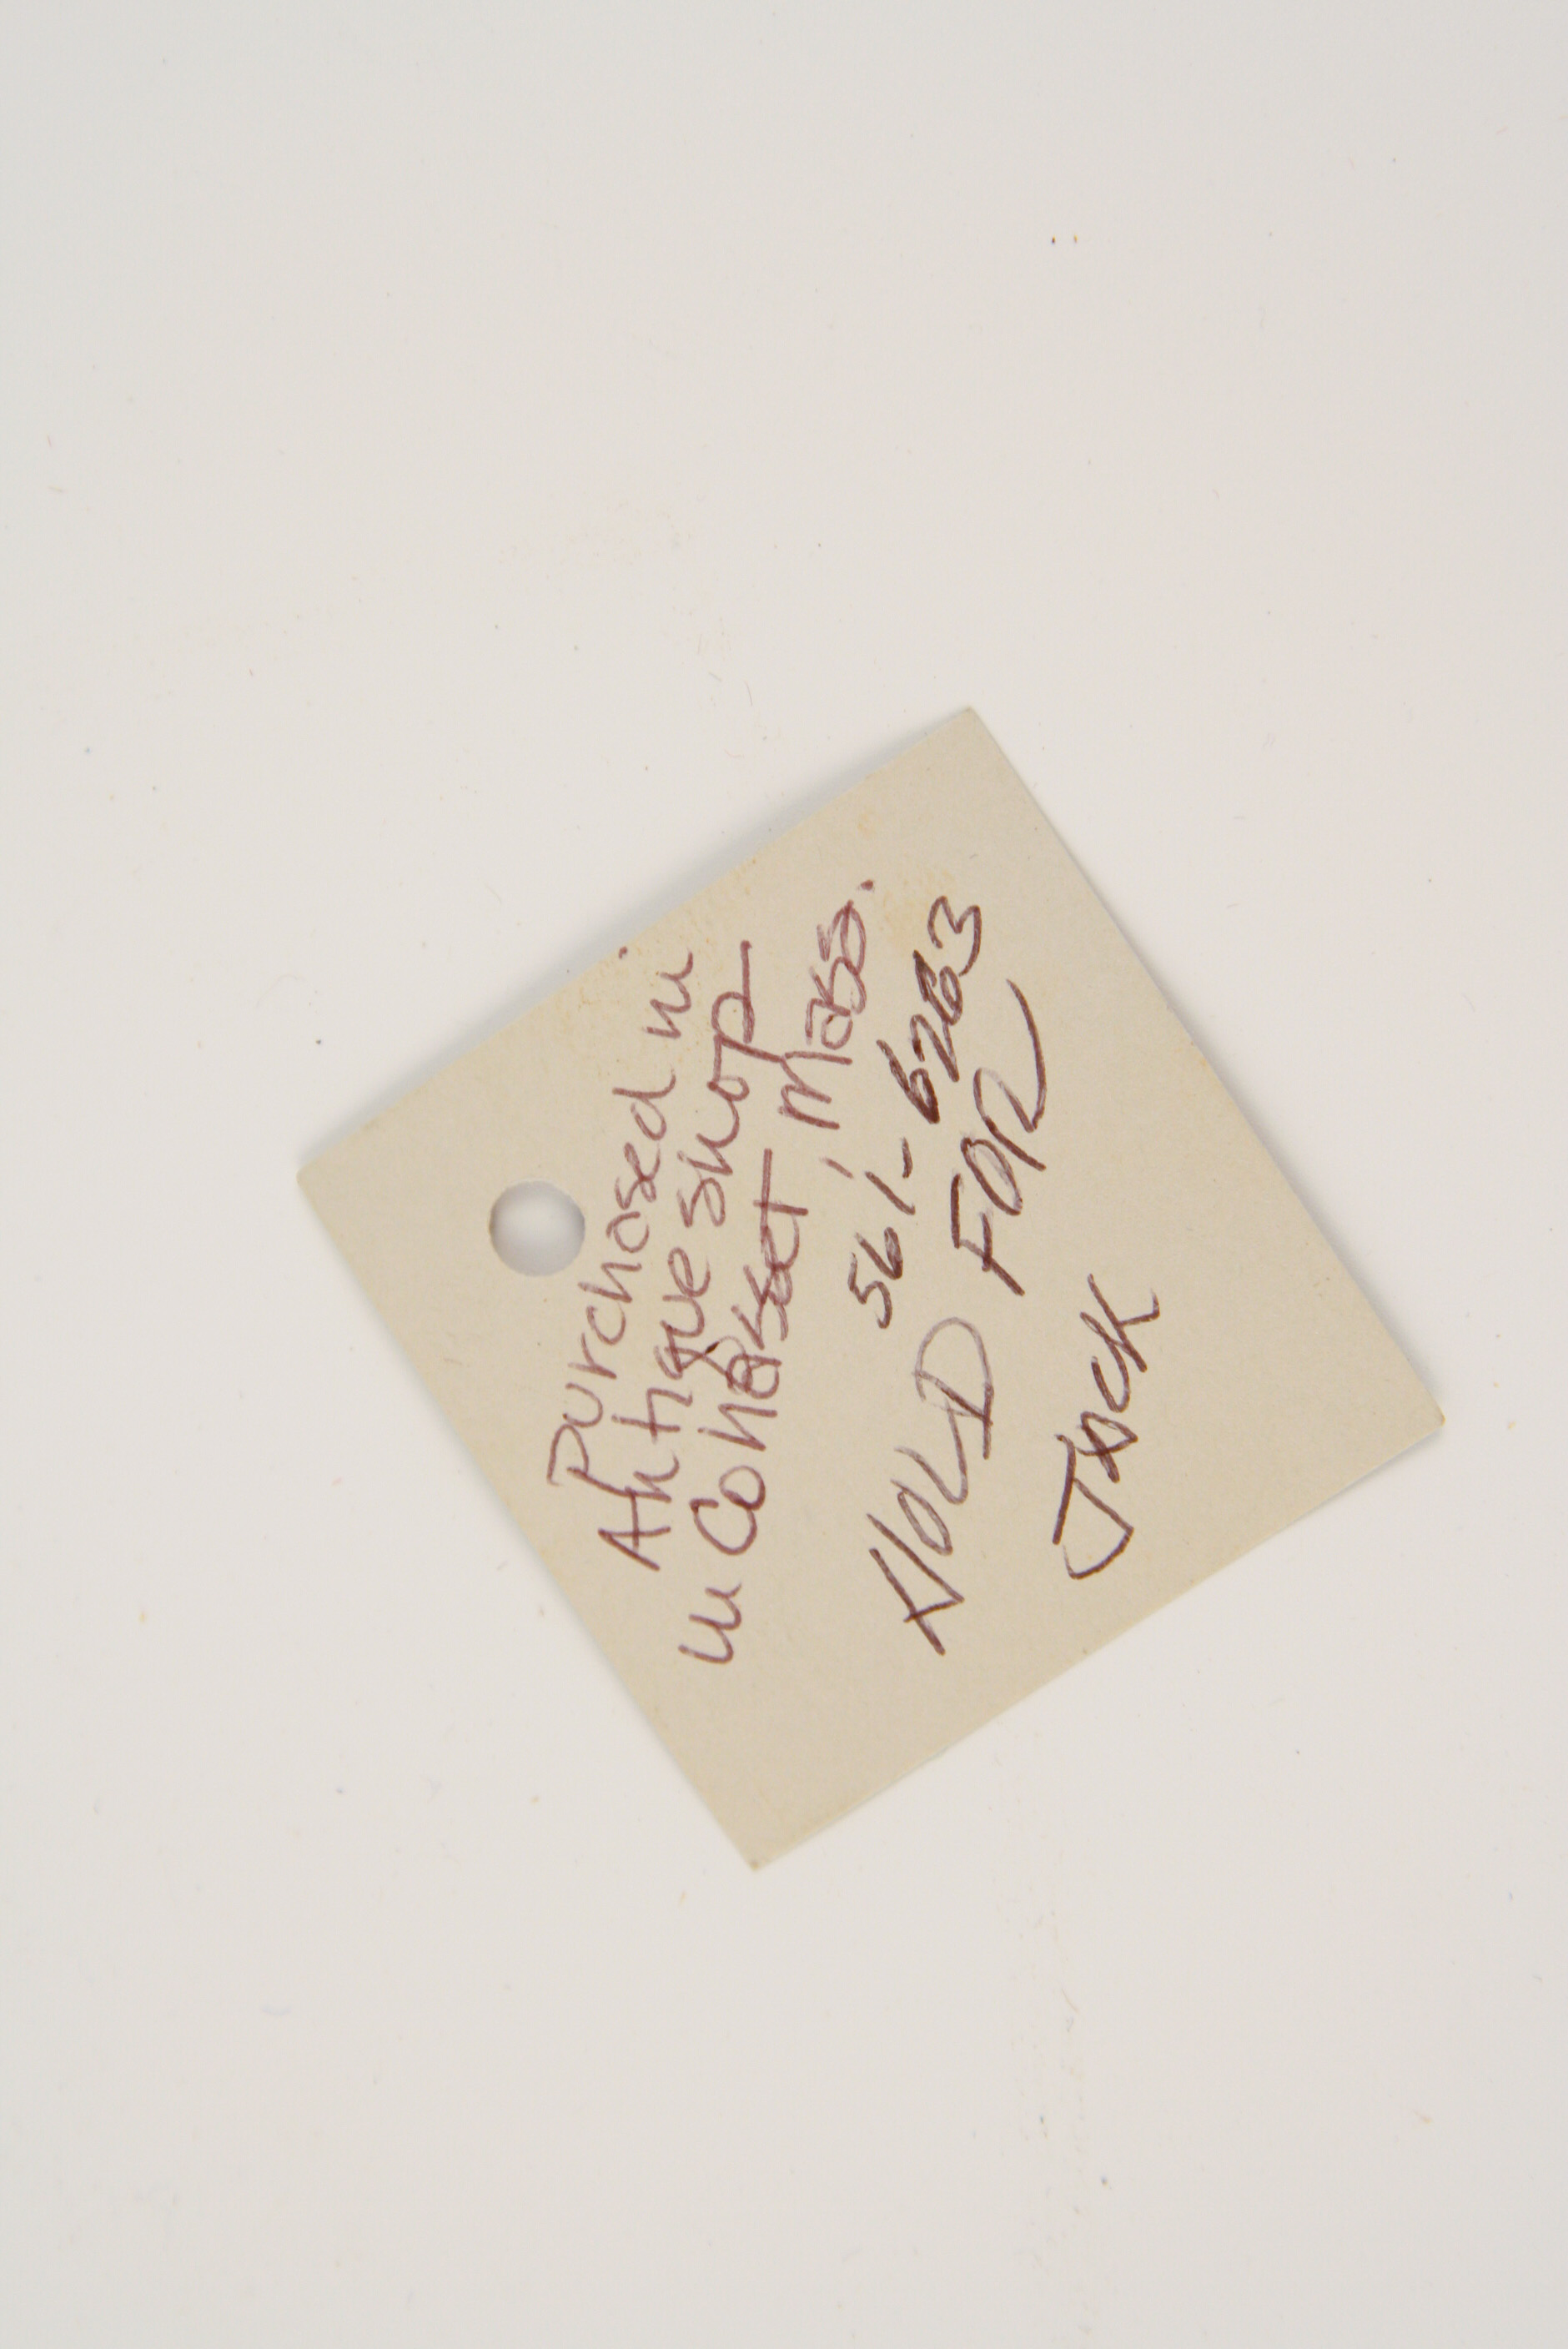 Purchased in
Antique shop
in Cohasset, Mass.
561-6263
HOLD FOR
JACK